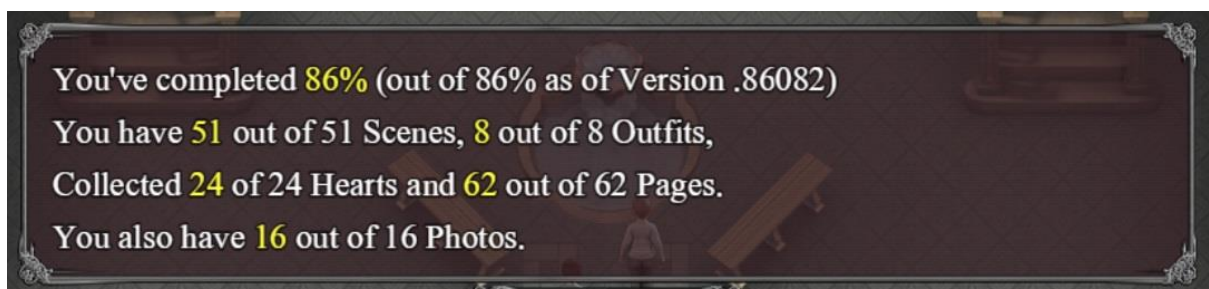 You've completed 86% (out of 86% as of Version .86082)
You have 51 out of 51 Scenes, 8 out of 8 Outfits,
Collected 24 of 24 Hearts and 62 out of 62 Pages.
You also have 16 out of 16 Photos.